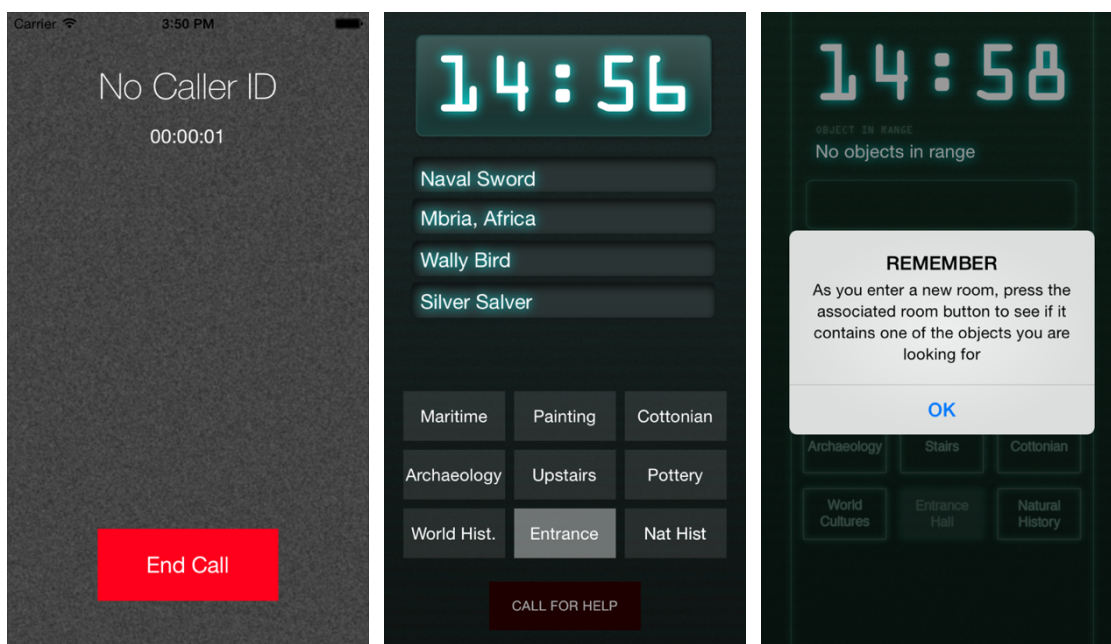 Carrier 3:50 PM
No Caller ID
00:00:01
End Call
14:56
Naval Sword
Mbria, Africa
Wally Bird
Silver Salver
Maritime Painting Cottonian
Archaeology Upstairs Pottery
World Hist. Entrance Nat Hist
CALL FOR HELP
14:58
OBJECT IN RANGE
No objects in range
REMEMBER
As you enter a new room, press the
associated room button to see if it
contains one of the objects you are
looking for
OK
Archaeology Stairs Cottonian
World Entrance Natural
Cultures Hall History